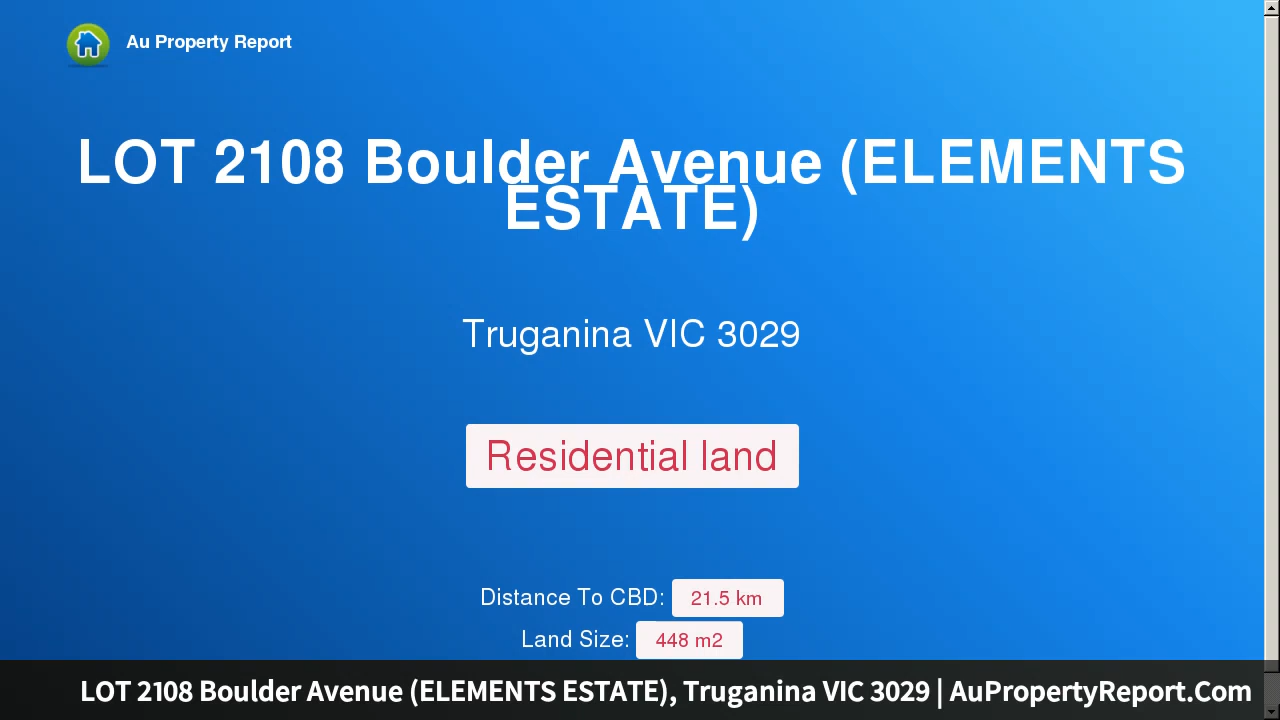 Au Property Report
LOT 2108 Boulder Avenue (ELEMENTS
ESTATE)
Truganina VIC 3029
Residential land
Distance To CBD: 21.5 km
Land Size: 448 m2
LOT 2108 Boulder Avenue (ELEMENTS ESTATE), Truganina VIC 3029 | AuPropertyReport.Com